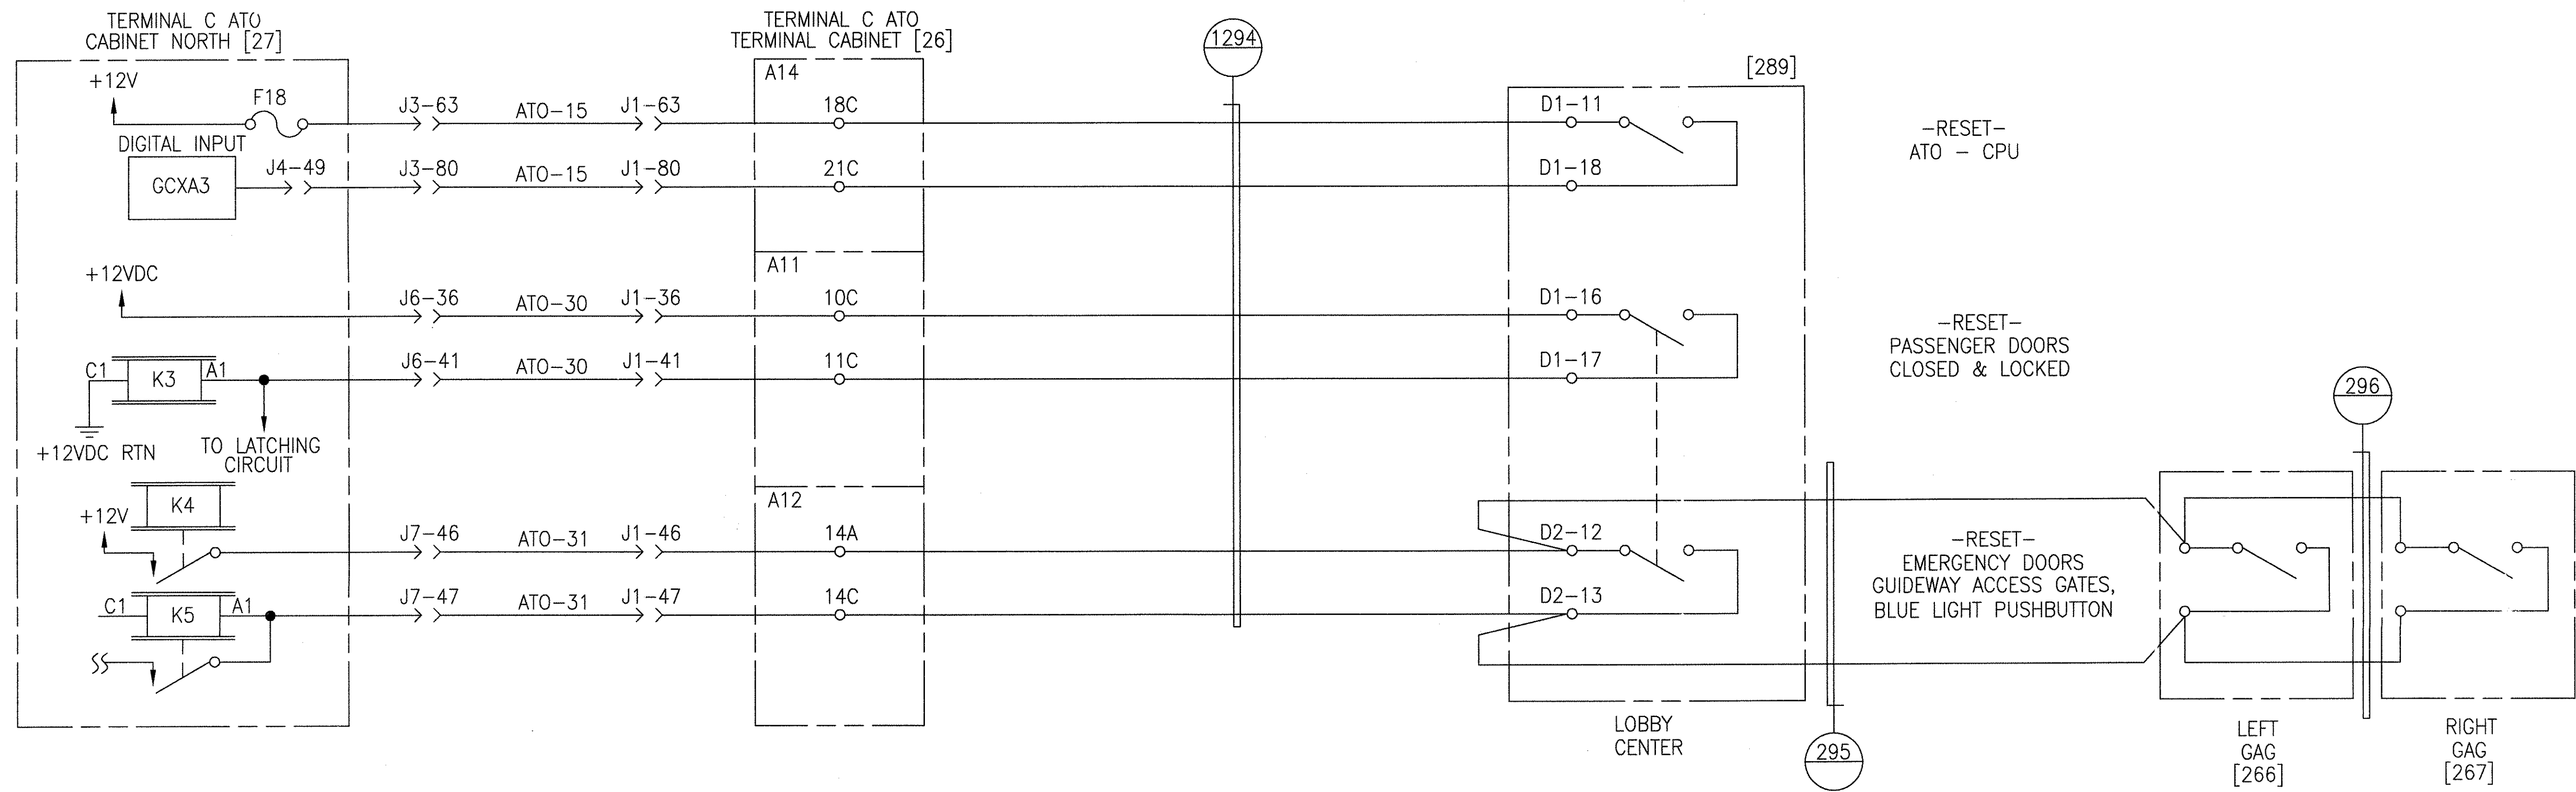 TERMINAL C ATO
CABINET NORTH [27]
+12V
F18
DIGITAL INPUT
GCXA3
J4-49
J3-63
ATO-15
J1-63
J3-80
ATO-15
J1-80
+12VDC
J6-36
ATO-30
J1-36
C1
K3
A1
J6-41
ATO-30
J1-41
+12VDC RTN
TO LATCHING
CIRCUIT
K4
+12V
J7-46
ATO-31
J1-46
C1
K5
A1
J7-47
ATO-31
J1-47
TERMINAL C ATO
TERMINAL CABINET [26]
A14
18C
21C
A11
10C
11C
A12
14A
14C
1294
[289]
D1-11
D1-18
D1-16
D1-17
D2-12
D2-13
LOBBY
CENTER
-RESET-
ATO - CPU
-RESET-
PASSENGER DOORS
CLOSED & LOCKED
-RESET-
EMERGENCY DOORS
GUIDEWAY ACCESS GATES,
BLUE LIGHT PUSHBUTTON
295
296
LEFT
GAG
[266]
RIGHT
GAG
[267]